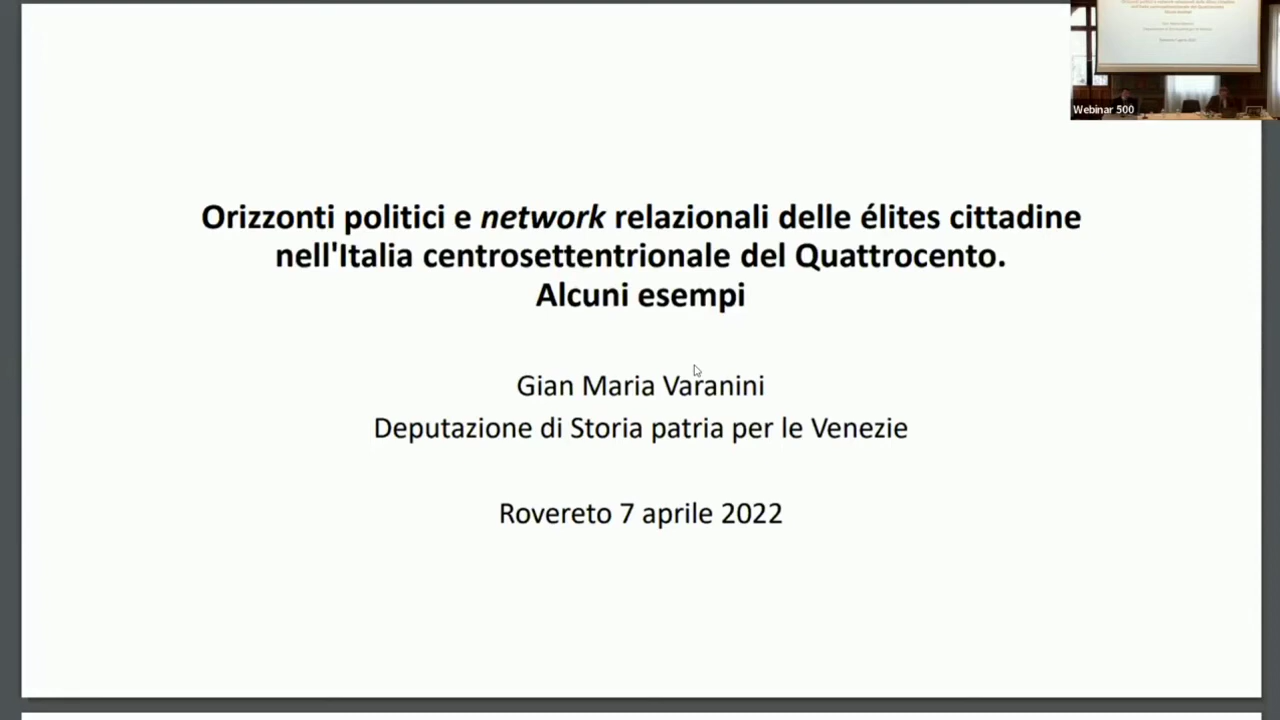 Webinar 500
Orizzonti politici e network relazionali delle élites cittadine
nell'Italia centrosettentrionale del Quattrocento.
Alcuni esempi
Gian Maria Varanini
Deputazione di Storia patria per le Venezie
Rovereto 7 aprile 2022